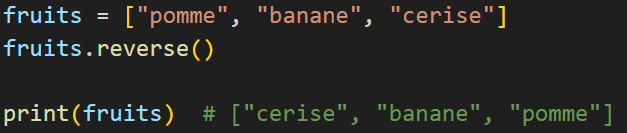 fruits = ["pomme", "banane", "cerise"]
fruits.reverse()
print(fruits)  # ["cerise", "banane", "pomme"]